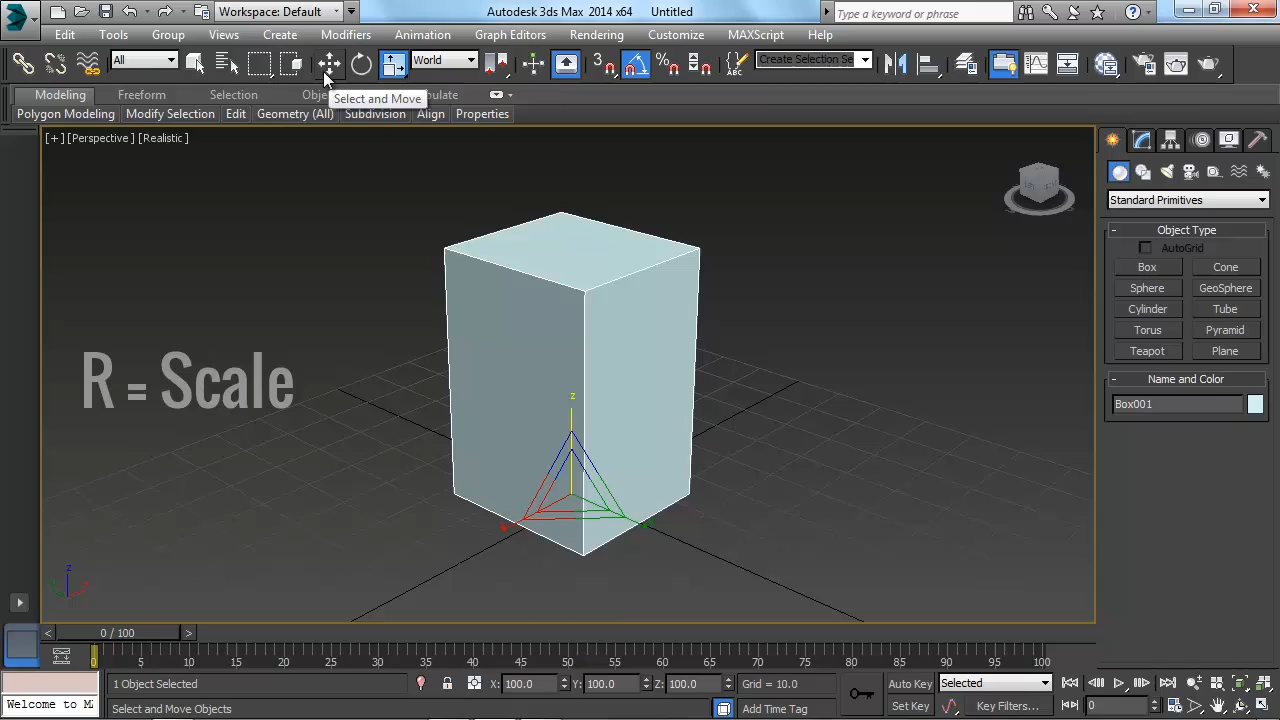 Workspace: Default
Autodesk 3ds Max 2014 x64 Untitled
Type a keyword or phrase
Edit Tools Group Views Create Modifiers Animation Graph Editors Rendering Customize MAXScript Help
All
World
3
Create Selection Se
Modeling Freeform Selection Obje
Select and Move
pulate
Polygon Modeling Modify Selection Edit Geometry (All) Subdivision Align Properties
[ + ] [Perspective ] [Realistic ]
Standard Primitives
- Object Type
AutoGrid
Box Cone
Sphere GeoSphere
Cylinder Tube
Torus Pyramid
Teapot Plane
- Name and Color
Box001
R = Scale
z
z
< 0 / 100 >
0 5 10 15 20 25 30 35 40 45 50 55 60 65 70 75 80 85 90 95 100
1 Object Selected
X: 100.0 Y: 100.0 Z: 100.0
Grid = 10.0
Auto Key
Selected
Welcome to M
Select and Move Objects
Add Time Tag
Set Key
Key Filters...
0